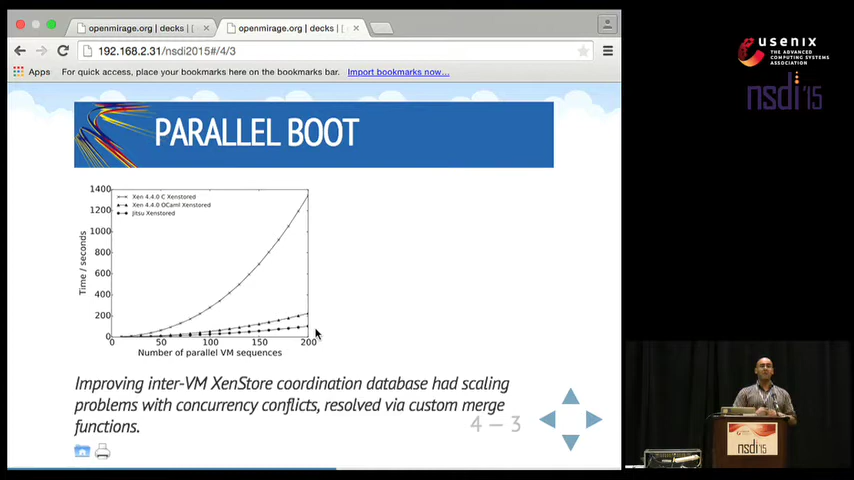 openmirage.org | decks | [
openmirage.org | decks | [
192.168.2.31/nsdi2015#/4/3
Apps
For quick access, place your bookmarks here on the bookmarks bar.
Import bookmarks now...
PARALLEL BOOT
1400
1200
1000
800
600
400
200
0
Time / seconds
Xen 4.4.0 C Xenstored
Xen 4.4.0 OCaml Xenstored
Jitsu Xenstored
0 50 100 150 200
Number of parallel VM sequences
Improving inter-VM XenStore coordination database had scaling
problems with concurrency conflicts, resolved via custom merge
functions.
4 — 3
usenix
THE ADVANCED
COMPUTING SYSTEMS
ASSOCIATION
nsdi '15
nsdi'15